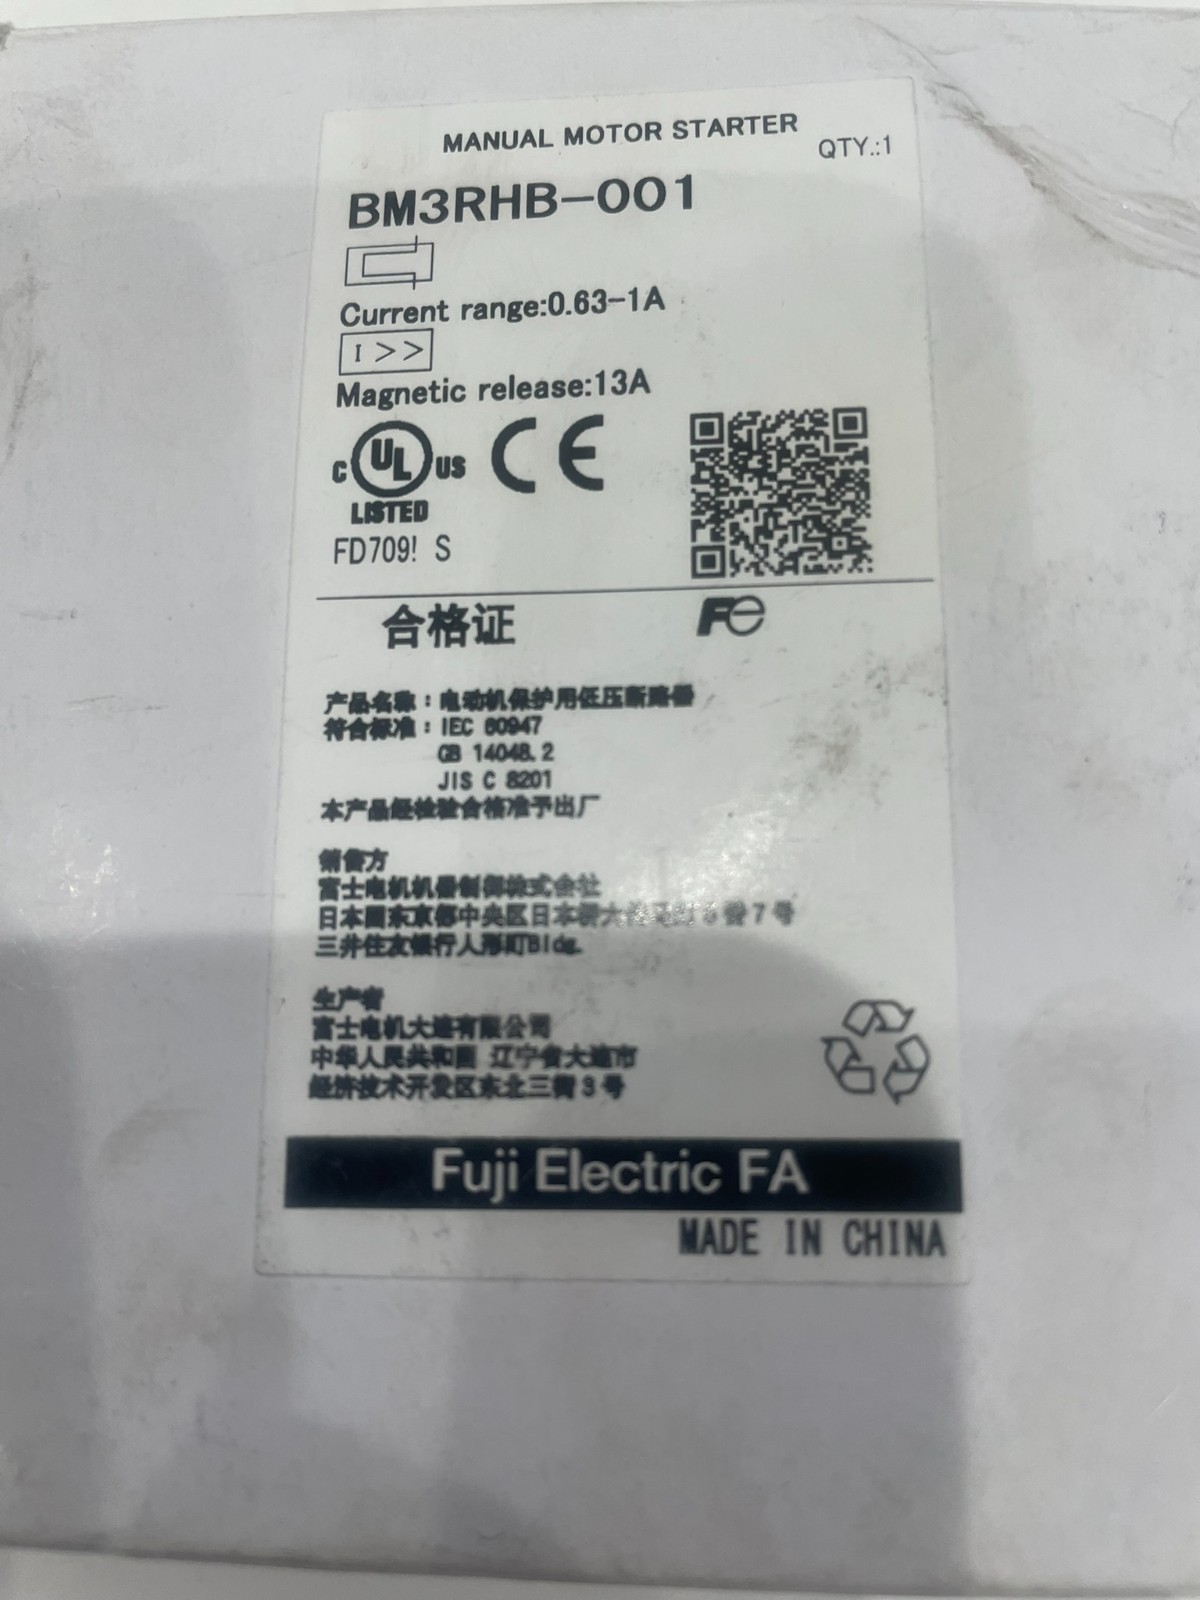 MANUAL MOTOR STARTER
QTY.:1
BM3RHB-001
Current range:0.63-1A
I >>
Magnetic release:13A
C UL US
CE
LISTED
FD709! S
合格证
Fe
产品名称：电动机保护用低压断路器
符合标准：IEC 60947
GB 14048.2
JIS C 8201
本产品经检验合格准予出厂
销售方
富士电机机器制御株式会社
日本国东京都中央区日本桥大
番7号
三井住友银行人形町Bldg.
生产者
富士电机大连有限公司
中华人民共和国 辽宁省大连市
经济技术开发区东北三街3号
Fuji Electric FA
MADE IN CHINA